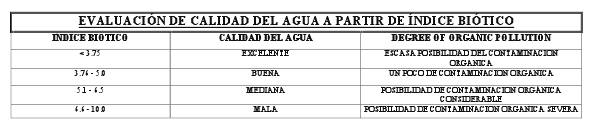 EVALUACIÓN DE CALIDAD DEL AGUA A PARTIR DE ÍNDICE BIÓTICO
INDICE BIOTICO CALIDAD DEL AGUA DEGREE OF ORGANIC POLLUTION
< 3.75 EXCELENTE ESCASA POSIBILIDAD DEL CONTAMINACION
ORGANICA
3.76 - 5.0 BUENA UN POCO DE CONTAMINACION ORGANICA
5.1 - 6.5 MEDIANA POSIBILIDAD DE CONTAMINACION ORGANICA
CONSIDERABLE
6.6 - 10.0 MALA POSIBILIDAD DE CONTAMINACION ORGANICA SEVERA